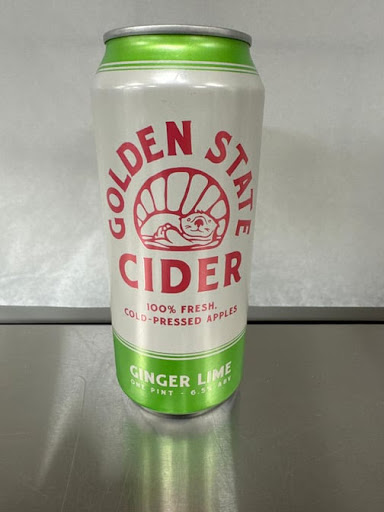 GOLDEN STATE
CIDER
100% FRESH,
COLD-PRESSED APPLES
GINGER LIME
ONE PINT - 6.5% ABV